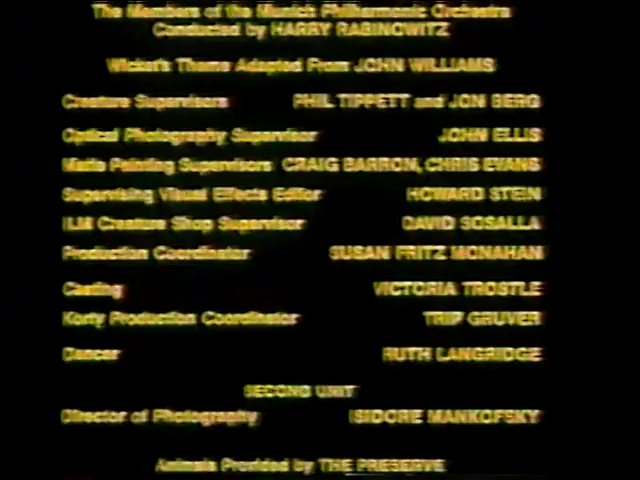 The Members of the Munich Philharmonic Orchestra
Conducted by HARRY RABINOWITZ
Wicket's Theme Adapted From JOHN WILLIAMS
Creature Supervisors PHIL TIPPETT and JON BERG
Optical Photography Supervisor JOHN ELLIS
Matte Painting Supervisors CRAIG BARRON, CHRIS EVANS
Supervising Visual Effects Editor HOWARD STEIN
ILM Creature Shop Supervisor DAVID SOSALLA
Production Coordinator SUSAN FRITZ MONAHAN
Casting VICTORIA TROSTLE
Korty Production Coordinator TRIP GRUVER
Dancer RUTH LANGRIDGE
SECOND UNIT
Director of Photography ISIDORE MANKOFSKY
Animals Provided by THE PRESERVE